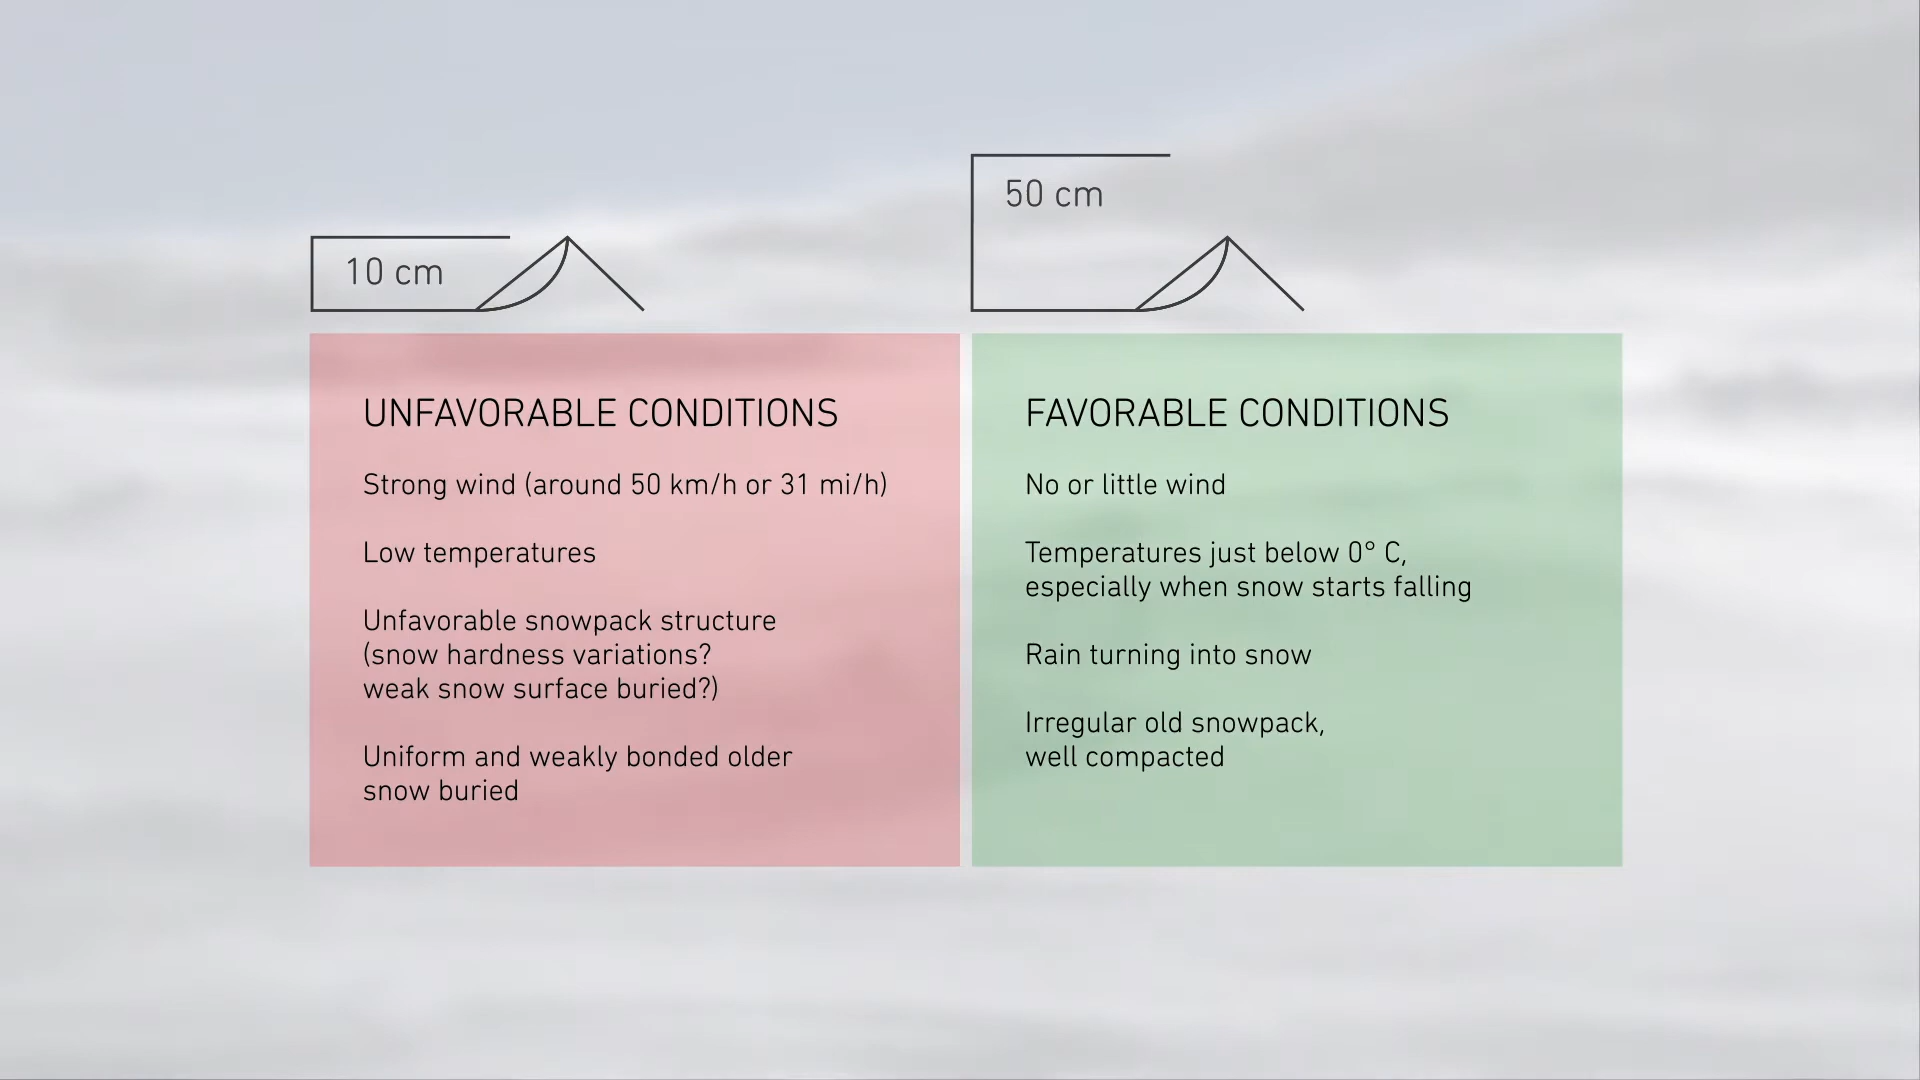 10 cm
UNFAVORABLE CONDITIONS
Strong wind (around 50 km/h or 31 mi/h)
Low temperatures
Unfavorable snowpack structure
(snow hardness variations?
weak snow surface buried?)
Uniform and weakly bonded older
snow buried
50 cm
FAVORABLE CONDITIONS
No or little wind
Temperatures just below 0° C,
especially when snow starts falling
Rain turning into snow
Irregular old snowpack,
well compacted